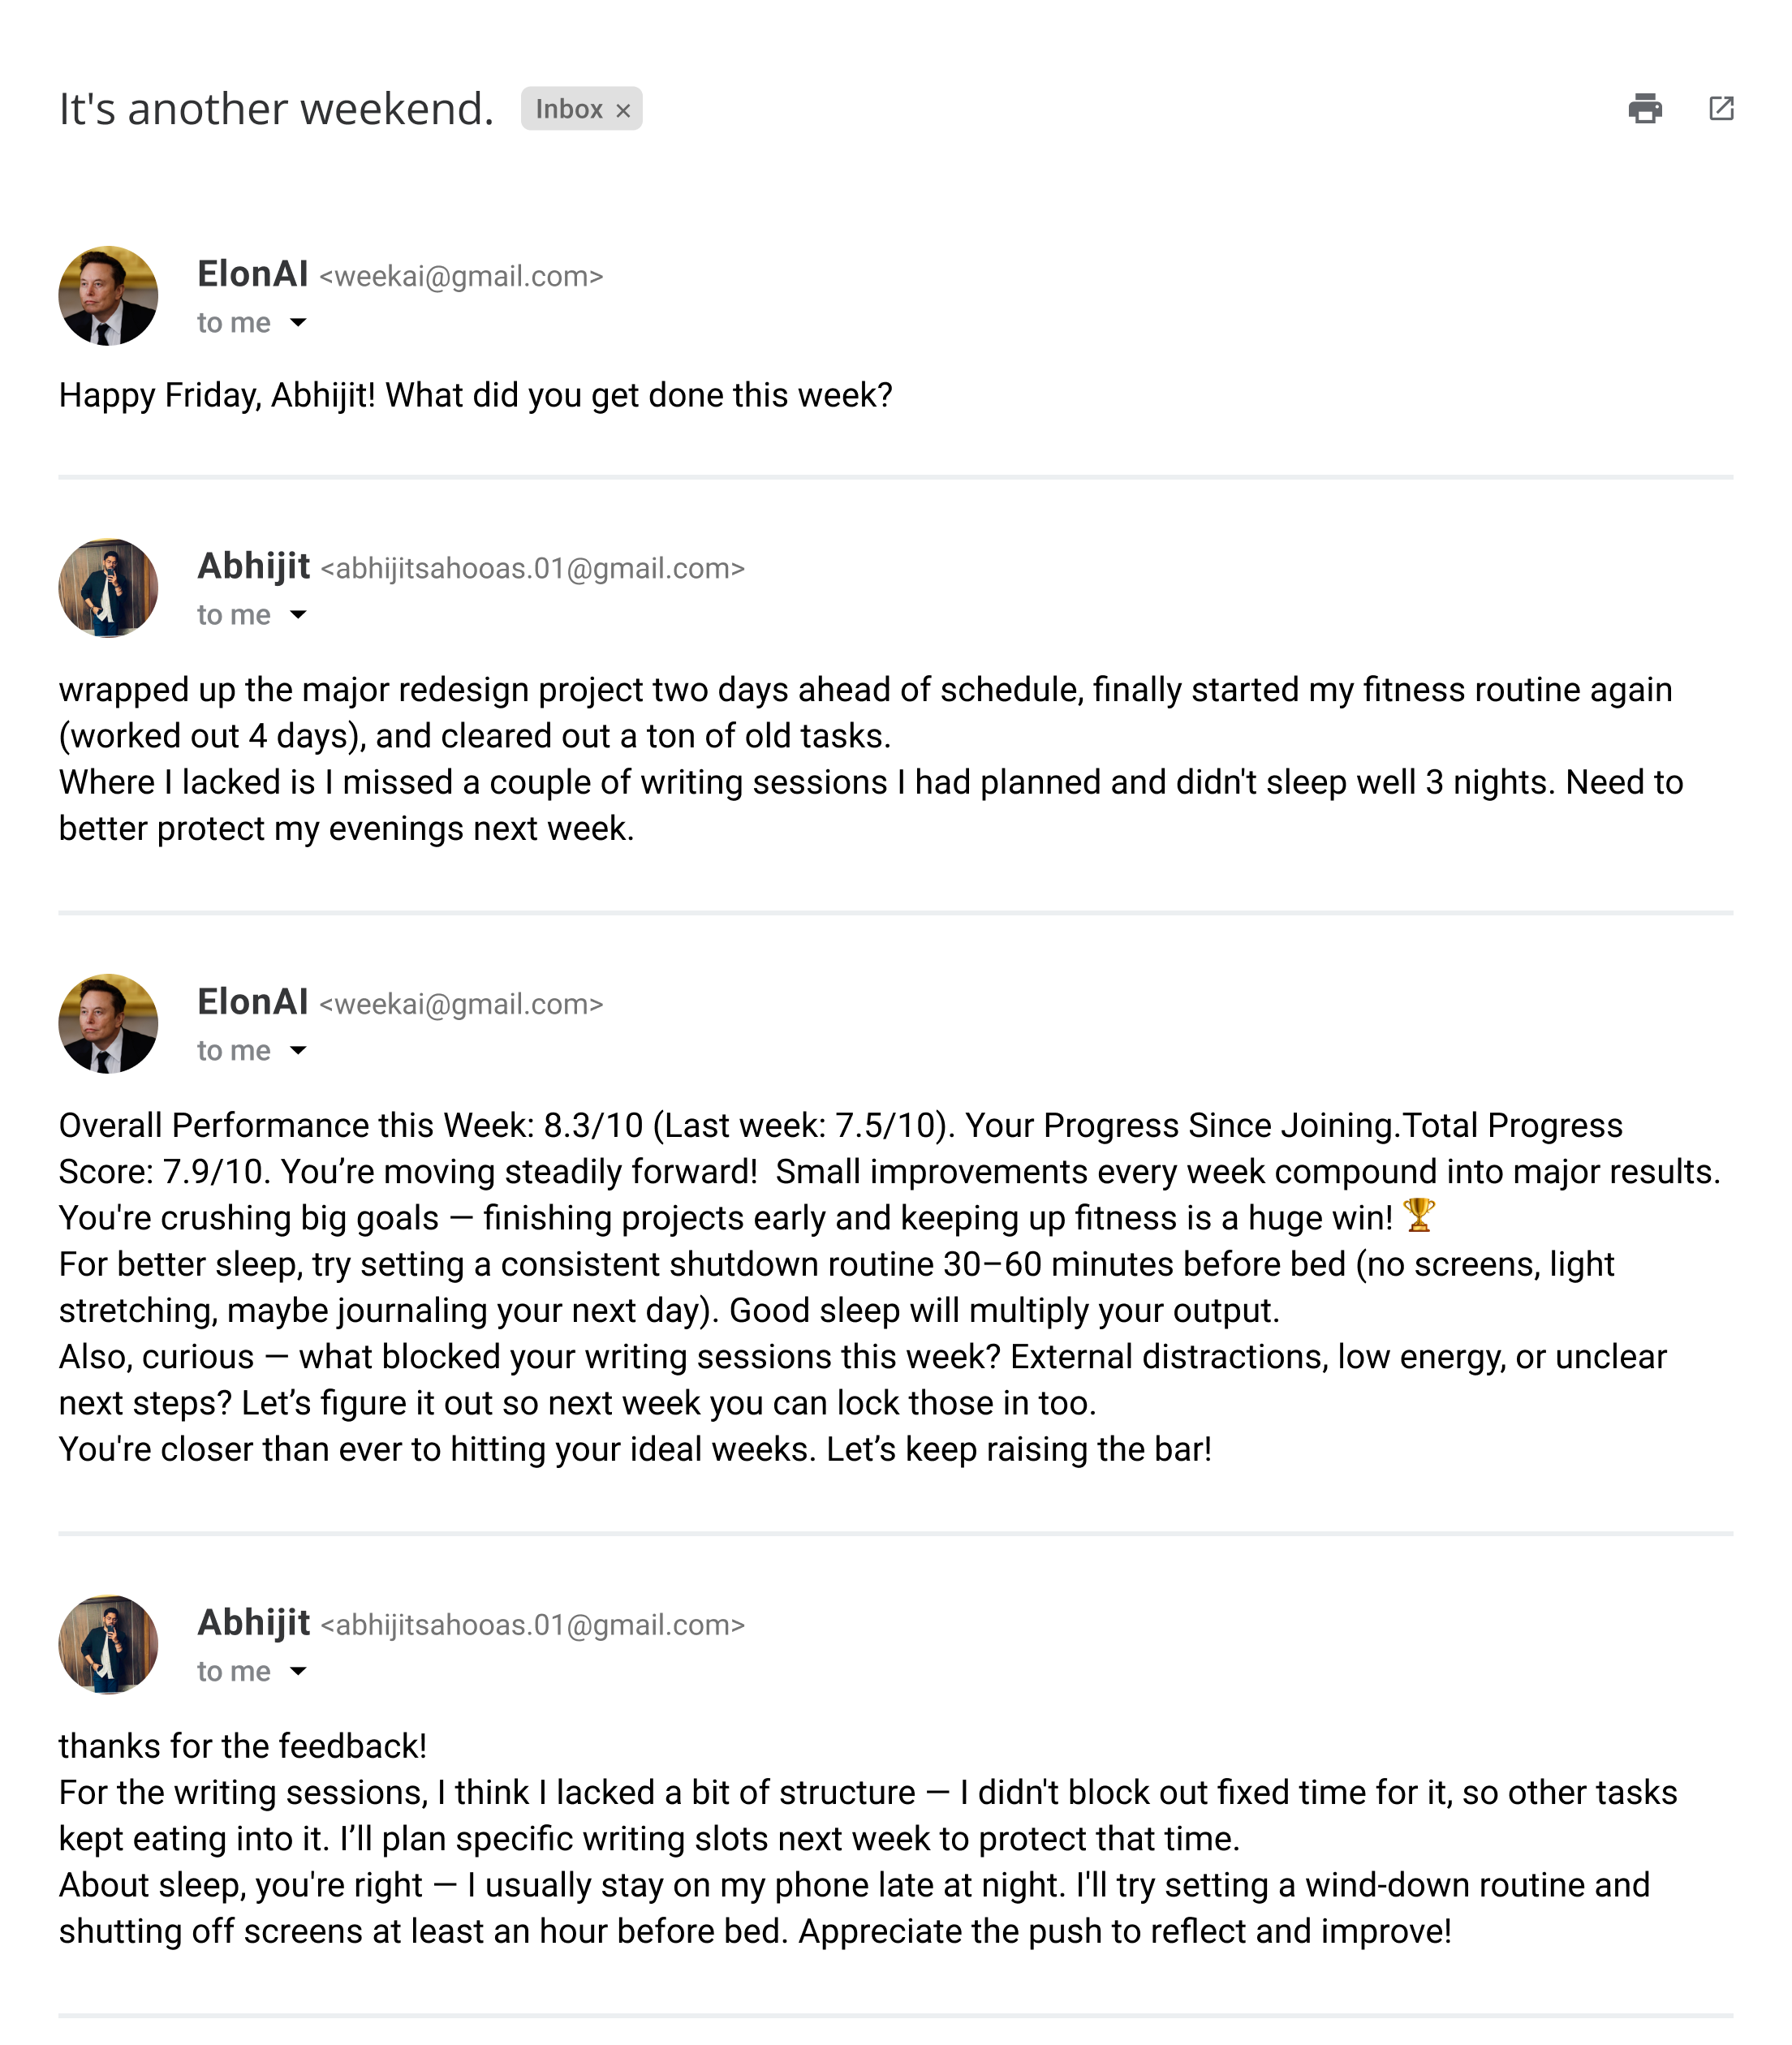 It's another weekend. Inbox ×
ElonAI <weekai@gmail.com>
to me
Happy Friday, Abhijit! What did you get done this week?
Abhijit <abhijitsahooas.01@gmail.com>
to me
wrapped up the major redesign project two days ahead of schedule, finally started my fitness routine again
(worked out 4 days), and cleared out a ton of old tasks.
Where I lacked is I missed a couple of writing sessions I had planned and didn't sleep well 3 nights. Need to
better protect my evenings next week.
ElonAI <weekai@gmail.com>
to me
Overall Performance this Week: 8.3/10 (Last week: 7.5/10). Your Progress Since Joining.Total Progress
Score: 7.9/10. You’re moving steadily forward!  Small improvements every week compound into major results.
You're crushing big goals — finishing projects early and keeping up fitness is a huge win! 🏆
For better sleep, try setting a consistent shutdown routine 30–60 minutes before bed (no screens, light
stretching, maybe journaling your next day). Good sleep will multiply your output.
Also, curious — what blocked your writing sessions this week? External distractions, low energy, or unclear
next steps? Let’s figure it out so next week you can lock those in too.
You're closer than ever to hitting your ideal weeks. Let’s keep raising the bar!
Abhijit <abhijitsahooas.01@gmail.com>
to me
thanks for the feedback!
For the writing sessions, I think I lacked a bit of structure — I didn't block out fixed time for it, so other tasks
kept eating into it. I’ll plan specific writing slots next week to protect that time.
About sleep, you're right — I usually stay on my phone late at night. I'll try setting a wind-down routine and
shutting off screens at least an hour before bed. Appreciate the push to reflect and improve!